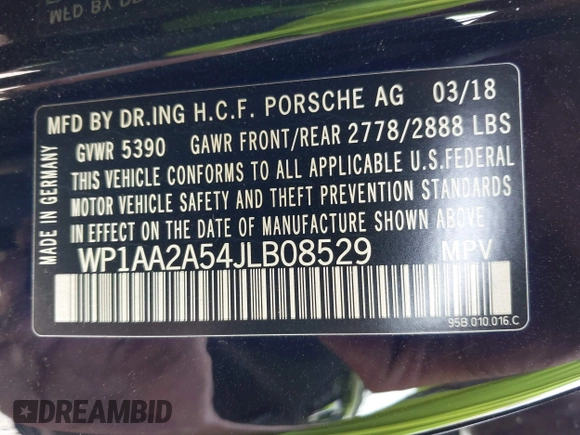 MFD BY DR.ING H.C.F. PORSCHE AG 03/18
GVWR 5390 GAWR FRONT/REAR 2778/2888 LBS
THIS VEHICLE CONFORMS TO ALL APPLICABLE U.S.FEDERAL
MOTOR VEHICLE SAFETY AND THEFT PREVENTION STANDARDS
IN EFFECT ON THE DATE OF MANUFACTURE SHOWN ABOVE
WP1AA2A54JLB08529 MPV
MADE IN GERMANY
95B.010.016.C
DREAMBID